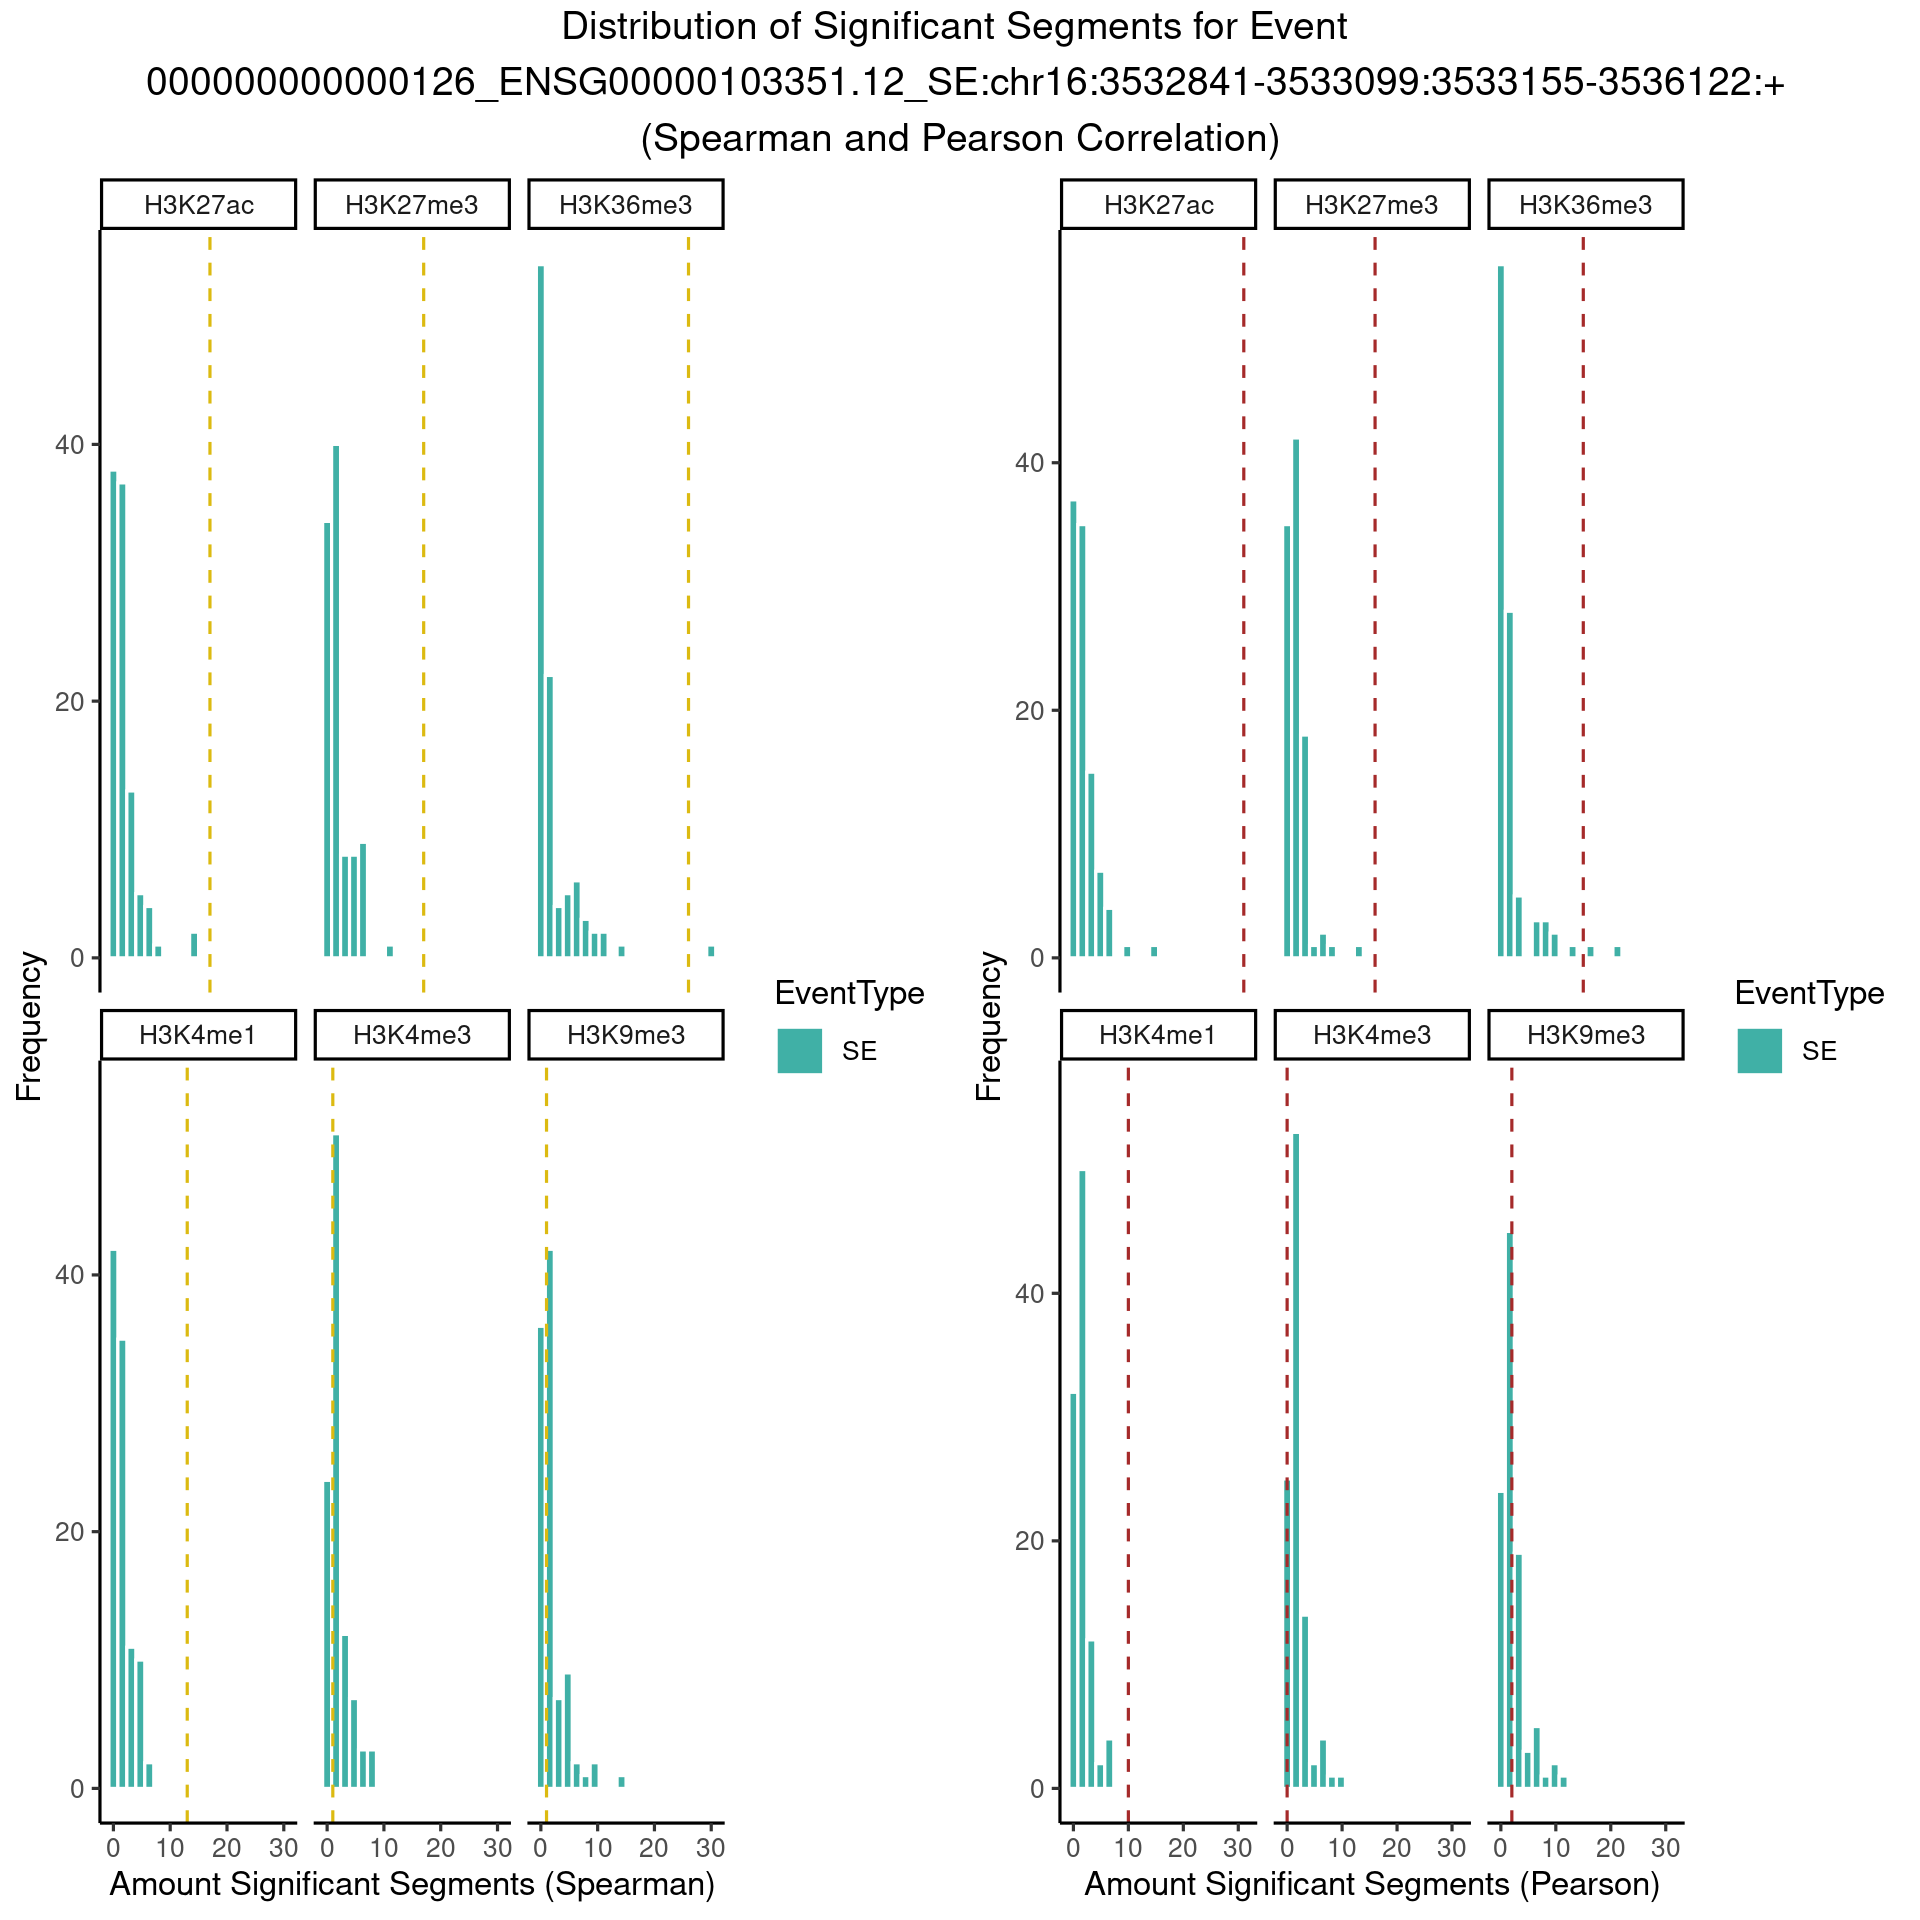 Distribution of Significant Segments for Event
000000000000126_ENSG00000103351.12_SE:chr16:3532841-3533099:3533155-3536122:+
(Spearman and Pearson Correlation)
H3K27ac H3K27me3 H3K36me3
40
20
0
H3K4me1 H3K4me3 H3K9me3
40
20
0
0 10 20 30 0 10 20 30 0 10 20 30
Amount Significant Segments (Spearman)
Frequency
EventType
SE
H3K27ac H3K27me3 H3K36me3
40
20
0
H3K4me1 H3K4me3 H3K9me3
40
20
0
0 10 20 30 0 10 20 30 0 10 20 30
Amount Significant Segments (Pearson)
Frequency
EventType
SE